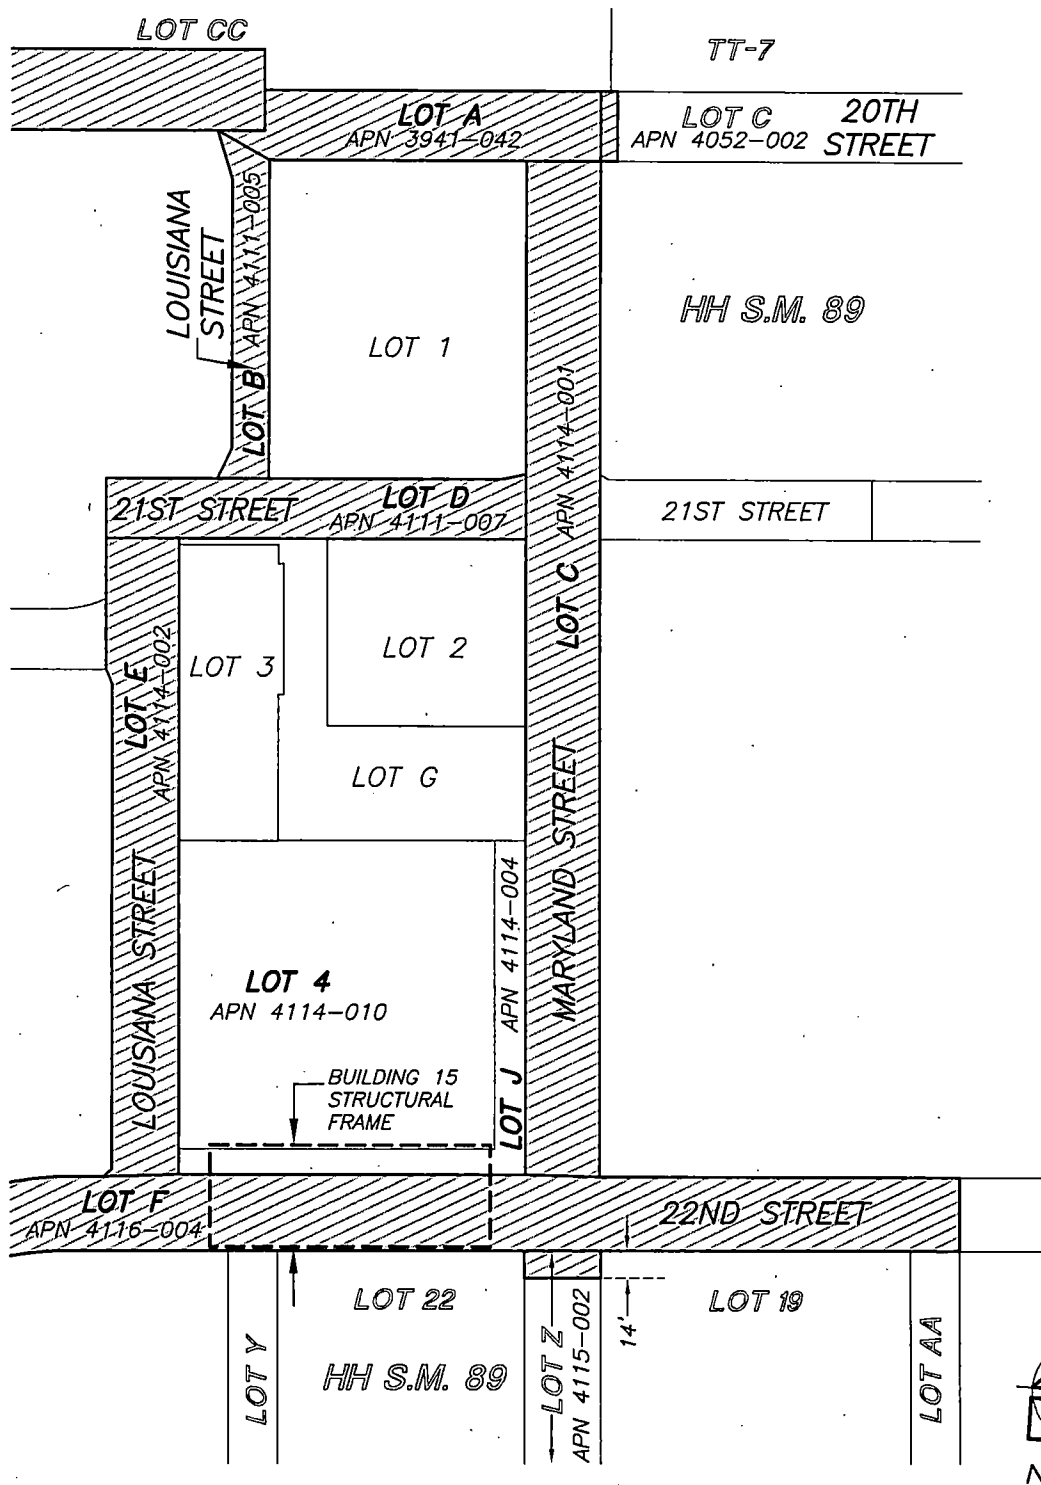 LOT CC
TT-7
LOT A
APN 3941-042
LOT C
APN 4052-002
20TH
STREET
LOUISIANA
STREET
LOT B
APN 4111-005
LOT 1
HH S.M. 89
21ST STREET
LOT D
APN 4111-007
LOT C
APN 4114-001
21ST STREET
LOT E
APN 4114-002
LOT 3
LOT 2
LOT G
LOUISIANA STREET
MARYLAND STREET
LOT 4
APN 4114-010
LOT J
APN 4114-004
BUILDING 15
STRUCTURAL
FRAME
LOT F
APN 4116-004
22ND STREET
LOT Y
LOT 22
HH S.M. 89
LOT Z
APN 4115-002
14'
LOT 19
LOT AA